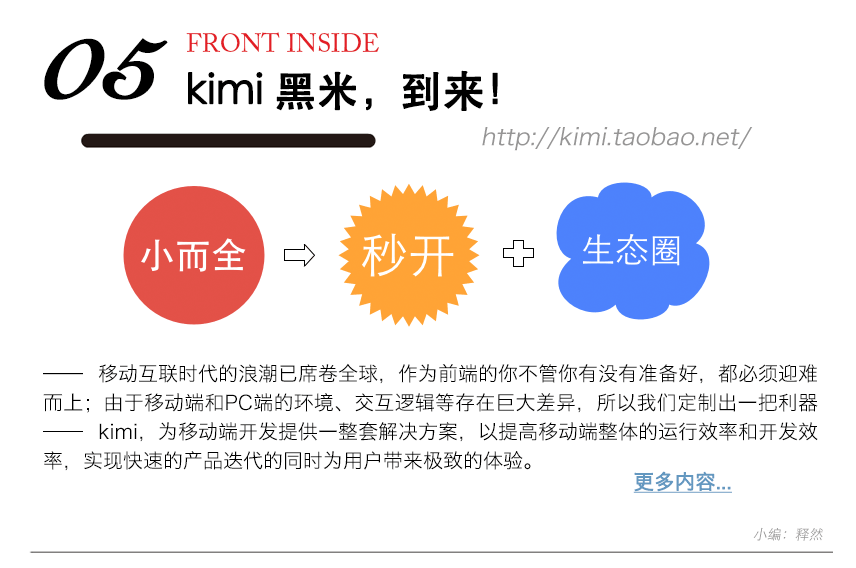 05
FRONT INSIDE
kimi 黑米，到来!
http://kimi.taobao.net/
小而全
秒开
生态圈
—— 移动互联时代的浪潮已席卷全球，作为前端的你不管你有没有准备好，都必须迎难
而上；由于移动端和PC端的环境、交互逻辑等存在巨大差异，所以我们定制出一把利器
—— kimi，为移动端开发提供一整套解决方案，以提高移动端整体的运行效率和开发效
率，实现快速的产品迭代的同时为用户带来极致的体验。
更多内容...
小编：释然